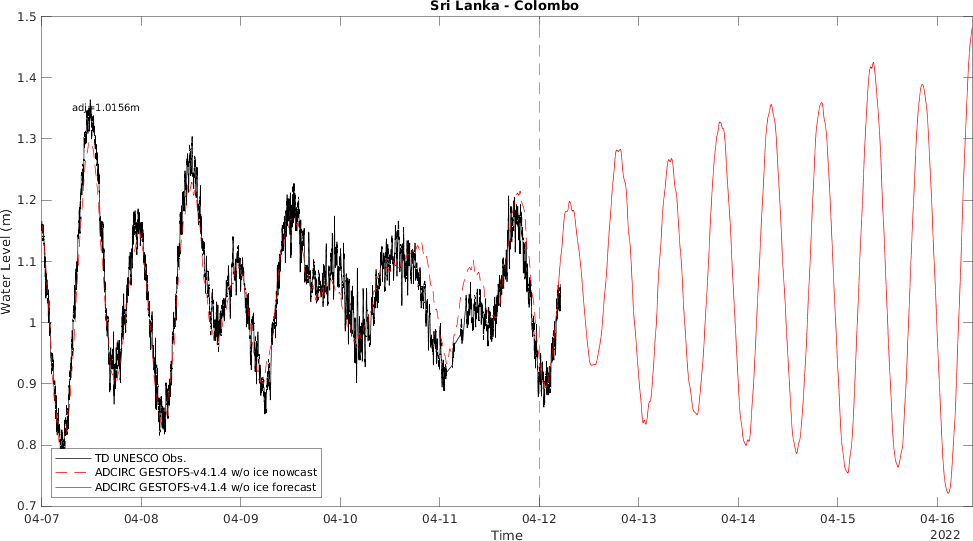 Sri Lanka - Colombo
1.5
1.4
1.3
1.2
1.1
1
0.9
0.8
0.7
Water Level (m)
adj=1.0156m
TD UNESCO Obs.
ADCIRC GESTOFS-v4.1.4 w/o ice nowcast
ADCIRC GESTOFS-v4.1.4 w/o ice forecast
04-07 04-08 04-09 04-10 04-11 04-12 04-13 04-14 04-15 04-16
Time
2022